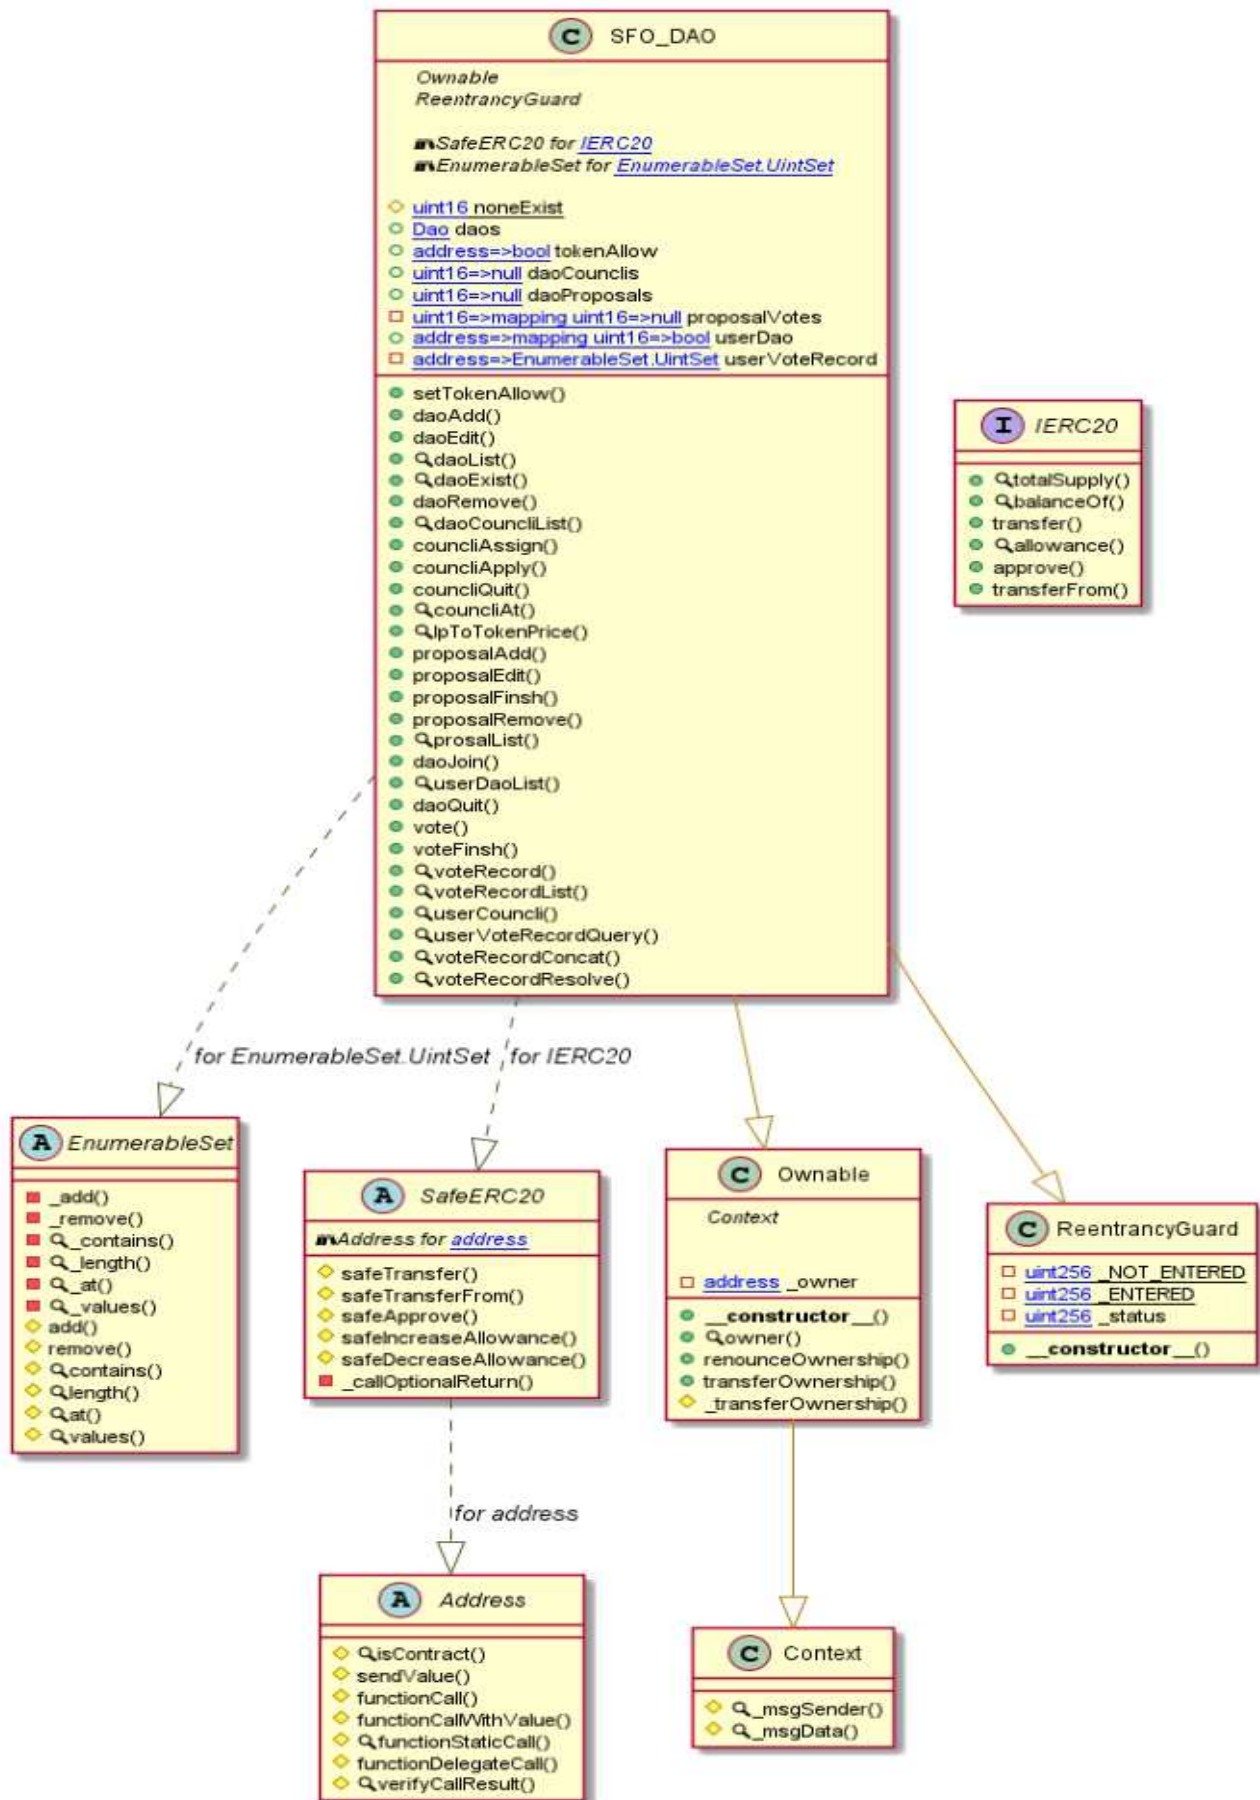 C SFO_DAO
Ownable
ReentrancyGuard
SafeERC20 for IERC20
EnumerableSet for EnumerableSet.UintSet
uint16 noneExist
Dao daos
address=>bool tokenAllow
uint16=>null daoCounclis
uint16=>null daoProposals
uint16=>mapping uint16=>null proposalVotes
address=>mapping uint16=>bool userDao
address=>EnumerableSet.UintSet userVoteRecord
setTokenAllow()
daoAdd()
daoEdit()
daoList()
daoExist()
daoRemove()
daoCouncliList()
councliAssign()
councliApply()
councliQuit()
councliAt()
lpToTokenPrice()
proposalAdd()
proposalEdit()
proposalFinsh()
proposalRemove()
prosalList()
daoJoin()
userDaoList()
daoQuit()
vote()
voteFinsh()
voteRecord()
voteRecordList()
userCouncli()
userVoteRecordQuery()
voteRecordConcat()
voteRecordResolve()
I IERC20
totalSupply()
balanceOf()
transfer()
allowance()
approve()
transferFrom()
for EnumerableSet.UintSet
for IERC20
A EnumerableSet
_add()
_remove()
_contains()
_length()
_at()
_values()
add()
remove()
contains()
length()
at()
values()
A SafeERC20
Address for address
safeTransfer()
safeTransferFrom()
safeApprove()
safeIncreaseAllowance()
safeDecreaseAllowance()
_callOptionalReturn()
C Ownable
Context
address _owner
__constructor__()
owner()
renounceOwnership()
transferOwnership()
_transferOwnership()
C ReentrancyGuard
uint256 _NOT_ENTERED
uint256 _ENTERED
uint256 _status
__constructor__()
for address
A Address
isContract()
sendValue()
functionCall()
functionCallWithValue()
functionStaticCall()
functionDelegateCall()
verifyCallResult()
C Context
_msgSender()
_msgData()